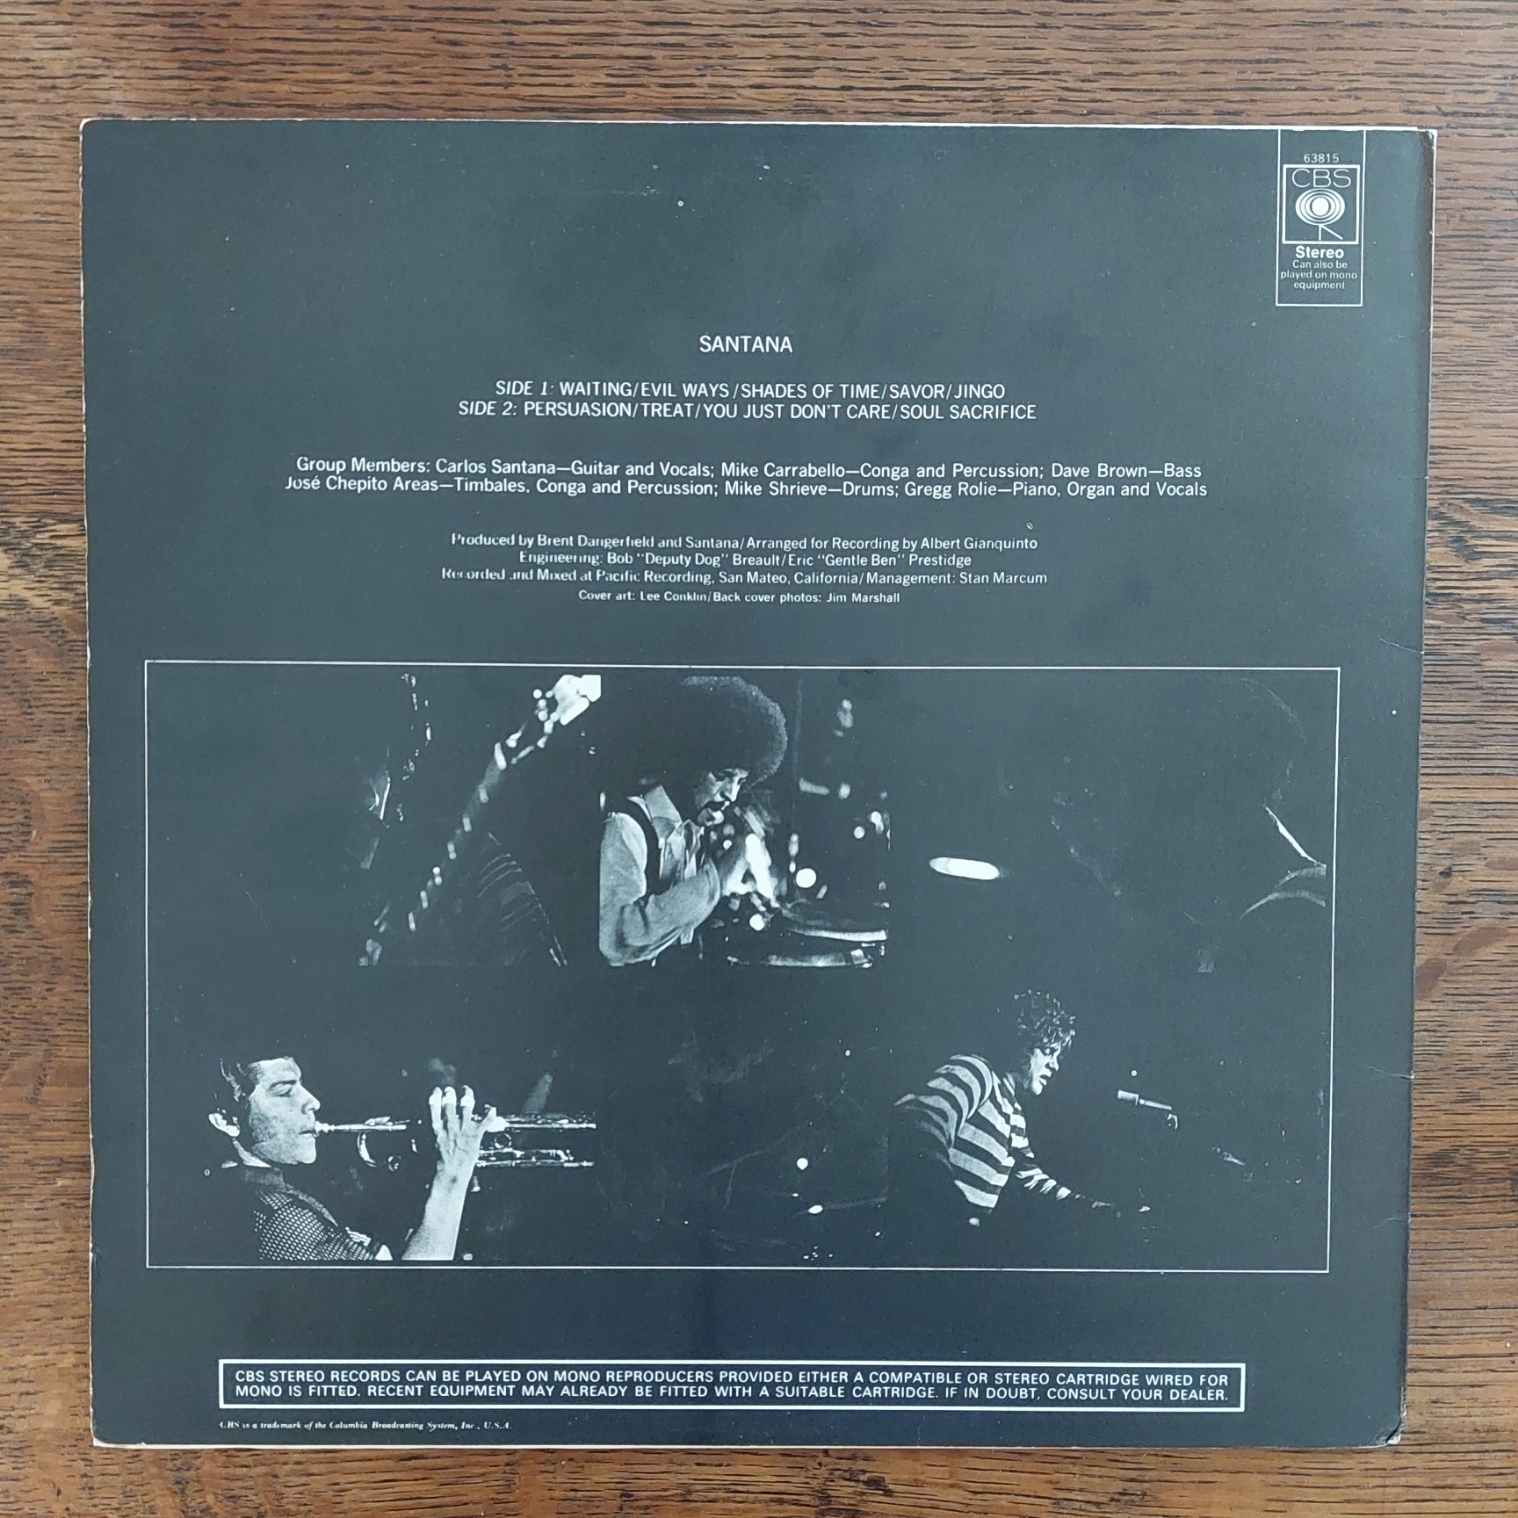 63815
CBS
Stereo
Can also be
played on mono
equipment
SANTANA
SIDE 1: WAITING/EVIL WAYS/SHADES OF TIME/SAVOR/JINGO
SIDE 2: PERSUASION/TREAT/YOU JUST DON'T CARE/SOUL SACRIFICE
Group Members: Carlos Santana—Guitar and Vocals; Mike Carrabello—Conga and Percussion; Dave Brown—Bass
José Chepito Areas—Timbales, Conga and Percussion; Mike Shrieve—Drums; Gregg Rolie—Piano, Organ and Vocals
Produced by Brent Dangerfield and Santana/Arranged for Recording by Albert Gianquinto
Engineering: Bob "Deputy Dog" Breault/Eric "Gentle Ben" Prestidge
Recorded and Mixed at Pacific Recording, San Mateo, California/Management: Stan Marcum
Cover art: Lee Conklin/Back cover photos: Jim Marshall
CBS STEREO RECORDS CAN BE PLAYED ON MONO REPRODUCERS PROVIDED EITHER A COMPATIBLE OR STEREO CARTRIDGE WIRED FOR
MONO IS FITTED. RECENT EQUIPMENT MAY ALREADY BE FITTED WITH A SUITABLE CARTRIDGE. IF IN DOUBT, CONSULT YOUR DEALER.
CBS is a trademark of the Columbia Broadcasting System, Inc., U.S.A.